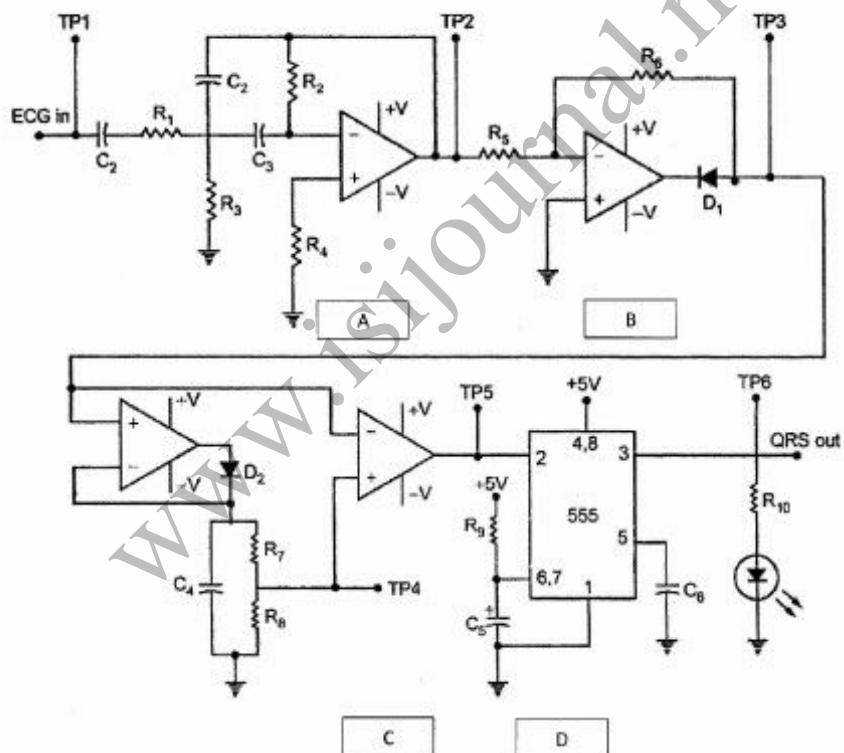 TP1
TP2
TP3
C₂
R₂
R₆
ECG in
R₁
+V
+V
C₂
C₃
R₅
−
−
+
+
−V
−V
D₁
R₃
R₄
A
B
+V
+V
TP5
+5V
TP6
+
−
4,8
QRS out
−
D₂
+
2
3
−V
−V
+5V
R₁₀
R₇
R₉
555
5
C₄
TP4
6,7
1
R₈
+
C₅
C₆
C
D
www.isijournal.